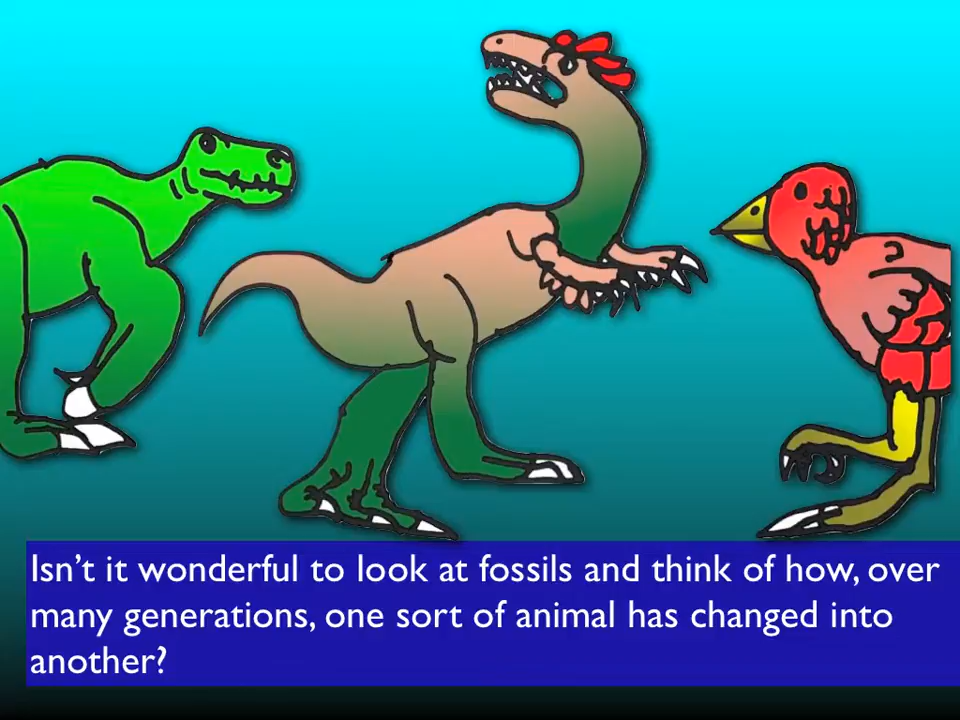 Isn’t it wonderful to look at fossils and think of how, over
many generations, one sort of animal has changed into
another?